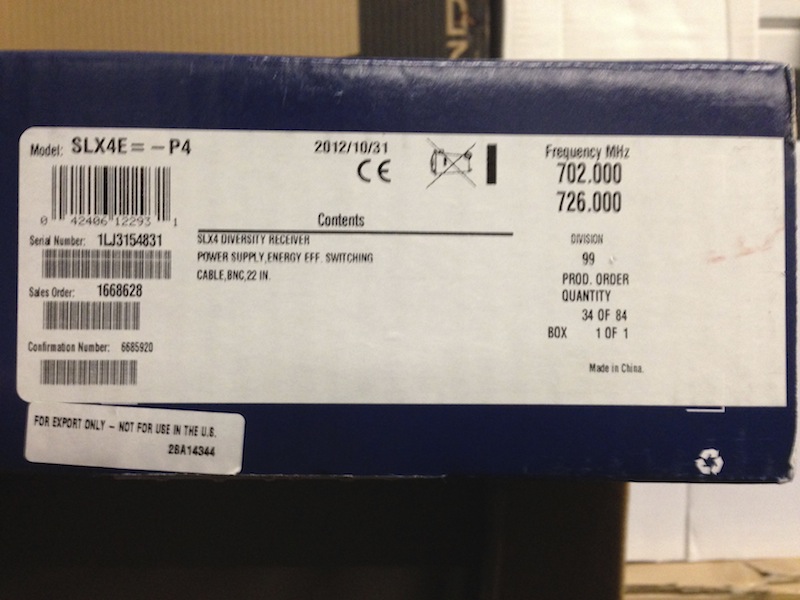 Model: SLX4E= -P4
2012/10/31
CE
0 42406 12293 1
Serial Number: 1LJ3154831
Sales Order: 1668628
Confirmation Number: 6685920
Contents
SLX4 DIVERSITY RECEIVER
POWER SUPPLY,ENERGY EFF. SWITCHING
CABLE,BNC,22 IN.
Frequency MHz
702.000
726.000
DIVISION
99
PROD. ORDER
QUANTITY
34 OF 84
BOX 1 OF 1
Made in China.
FOR EXPORT ONLY - NOT FOR USE IN THE U.S.
28A14344